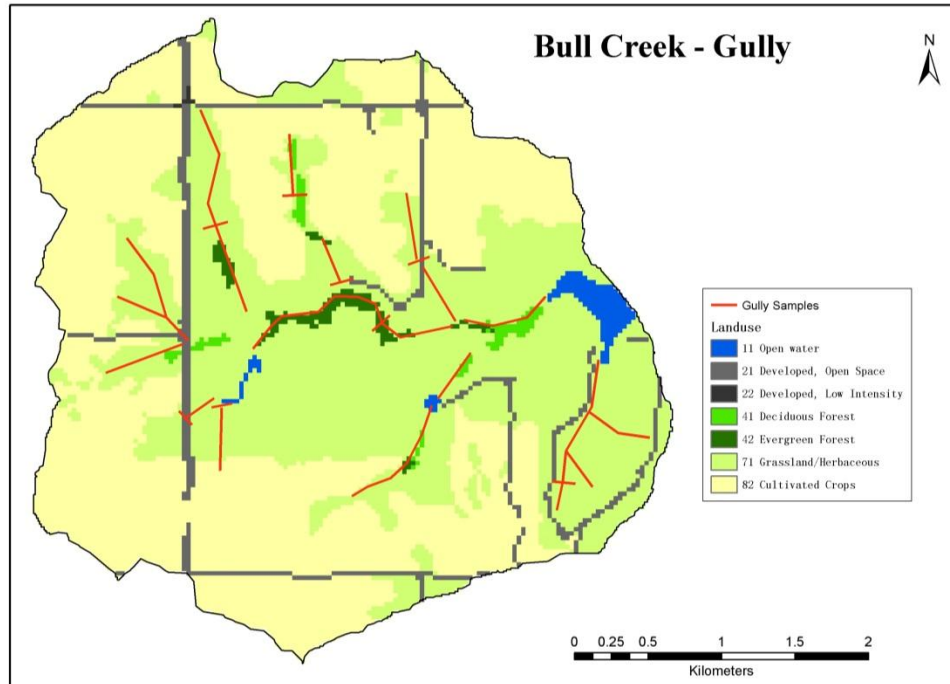 Bull Creek - Gully
N
Gully Samples
Landuse
11 Open water
21 Developed, Open Space
22 Developed, Low Intensity
41 Deciduous Forest
42 Evergreen Forest
71 Grassland/Herbaceous
82 Cultivated Crops
0 0.25 0.5 1 1.5 2
Kilometers